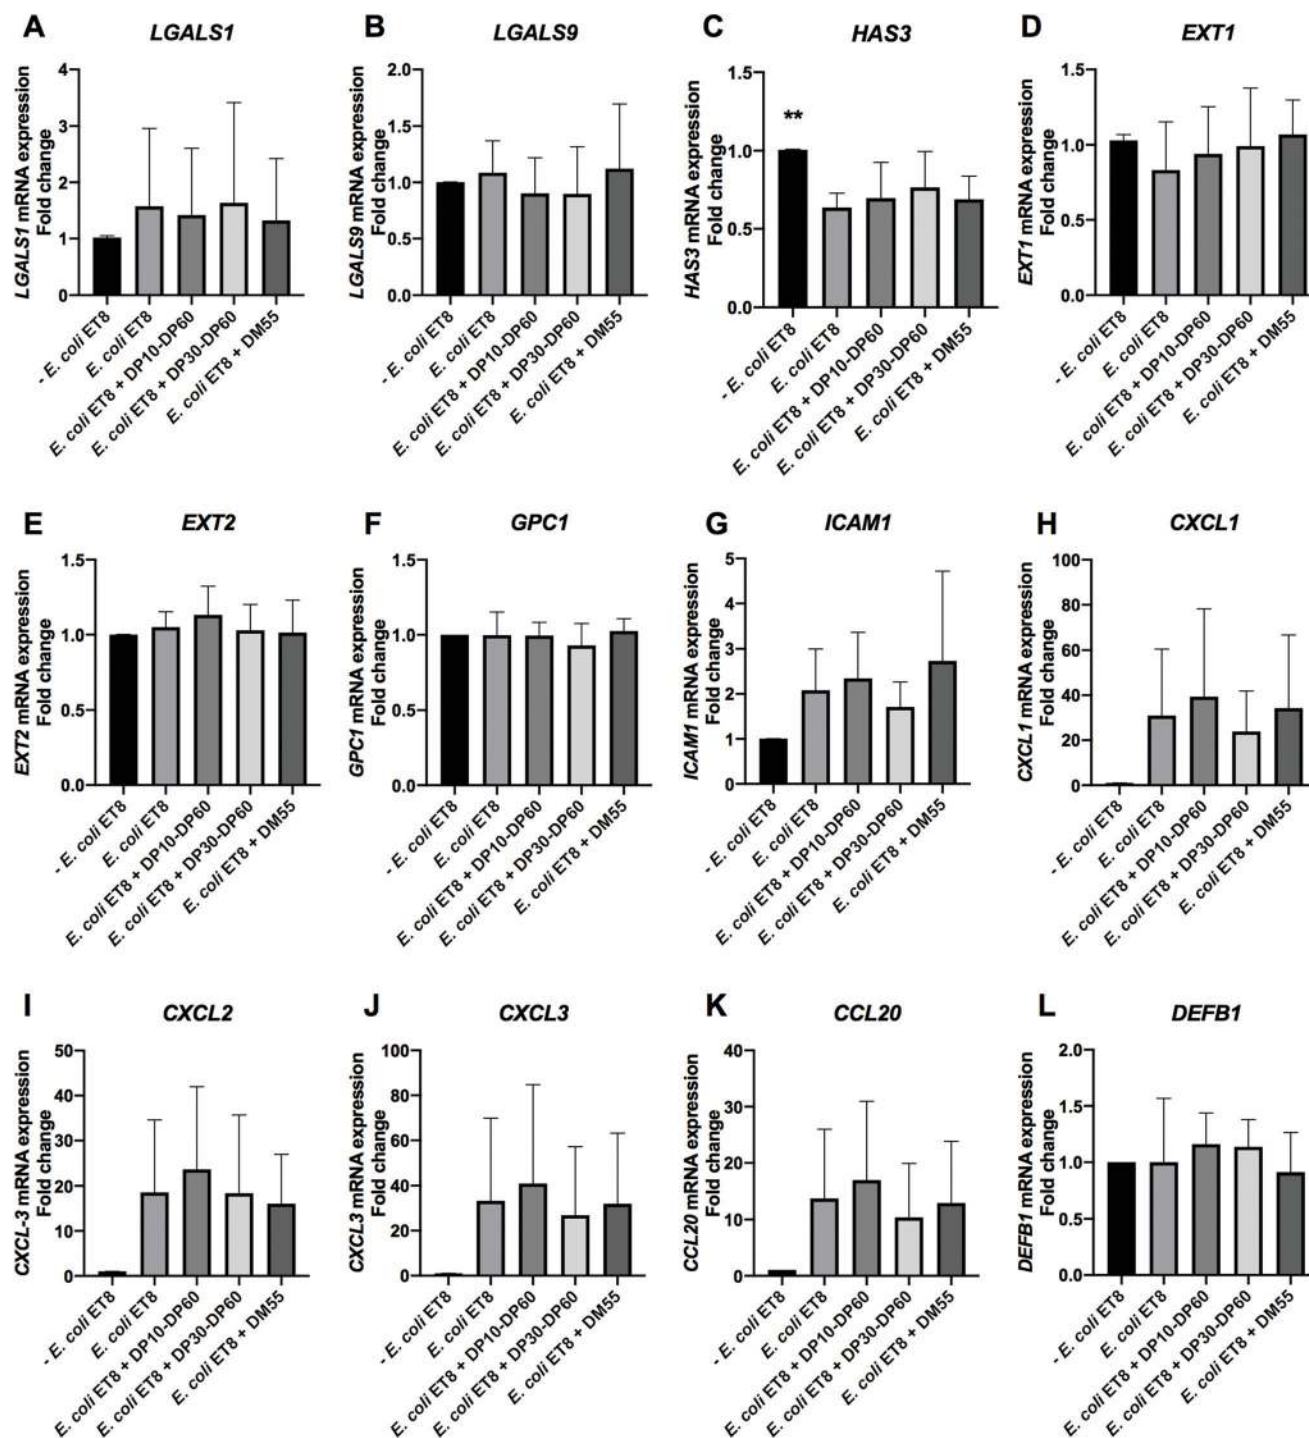 A
LGALS1
LGALS1 mRNA expression
Fold change
4
3
2
1
0
- E. coli ET8
E. coli ET8
E. coli ET8 + DP10-DP60
E. coli ET8 + DP30-DP60
E. coli ET8 + DM55
B
LGALS9
LGALS9 mRNA expression
Fold change
2.0
1.5
1.0
0.5
0.0
- E. coli ET8
E. coli ET8
E. coli ET8 + DP10-DP60
E. coli ET8 + DP30-DP60
E. coli ET8 + DM55
C
HAS3
HAS3 mRNA expression
Fold change
1.5
1.0
0.5
0.0
**
- E. coli ET8
E. coli ET8
E. coli ET8 + DP10-DP60
E. coli ET8 + DP30-DP60
E. coli ET8 + DM55
D
EXT1
EXT1 mRNA expression
Fold change
1.5
1.0
0.5
0.0
- E. coli ET8
E. coli ET8
E. coli ET8 + DP10-DP60
E. coli ET8 + DP30-DP60
E. coli ET8 + DM55
E
EXT2
EXT2 mRNA expression
Fold change
1.5
1.0
0.5
0.0
- E. coli ET8
E. coli ET8
E. coli ET8 + DP10-DP60
E. coli ET8 + DP30-DP60
E. coli ET8 + DM55
F
GPC1
GPC1 mRNA expression
Fold change
1.5
1.0
0.5
0.0
- E. coli ET8
E. coli ET8
E. coli ET8 + DP10-DP60
E. coli ET8 + DP30-DP60
E. coli ET8 + DM55
G
ICAM1
ICAM1 mRNA expression
Fold change
5
4
3
2
1
0
- E. coli ET8
E. coli ET8
E. coli ET8 + DP10-DP60
E. coli ET8 + DP30-DP60
E. coli ET8 + DM55
H
CXCL1
CXCL1 mRNA expression
Fold change
100
80
60
40
20
0
- E. coli ET8
E. coli ET8
E. coli ET8 + DP10-DP60
E. coli ET8 + DP30-DP60
E. coli ET8 + DM55
I
CXCL2
CXCL-3 mRNA expression
Fold change
50
40
30
20
10
0
- E. coli ET8
E. coli ET8
E. coli ET8 + DP10-DP60
E. coli ET8 + DP30-DP60
E. coli ET8 + DM55
J
CXCL3
CXCL3 mRNA expression
Fold change
100
80
60
40
20
0
- E. coli ET8
E. coli ET8
E. coli ET8 + DP10-DP60
E. coli ET8 + DP30-DP60
E. coli ET8 + DM55
K
CCL20
CCL20 mRNA expression
Fold change
40
30
20
10
0
- E. coli ET8
E. coli ET8
E. coli ET8 + DP10-DP60
E. coli ET8 + DP30-DP60
E. coli ET8 + DM55
L
DEFB1
DEFB1 mRNA expression
Fold change
2.0
1.5
1.0
0.5
0.0
- E. coli ET8
E. coli ET8
E. coli ET8 + DP10-DP60
E. coli ET8 + DP30-DP60
E. coli ET8 + DM55